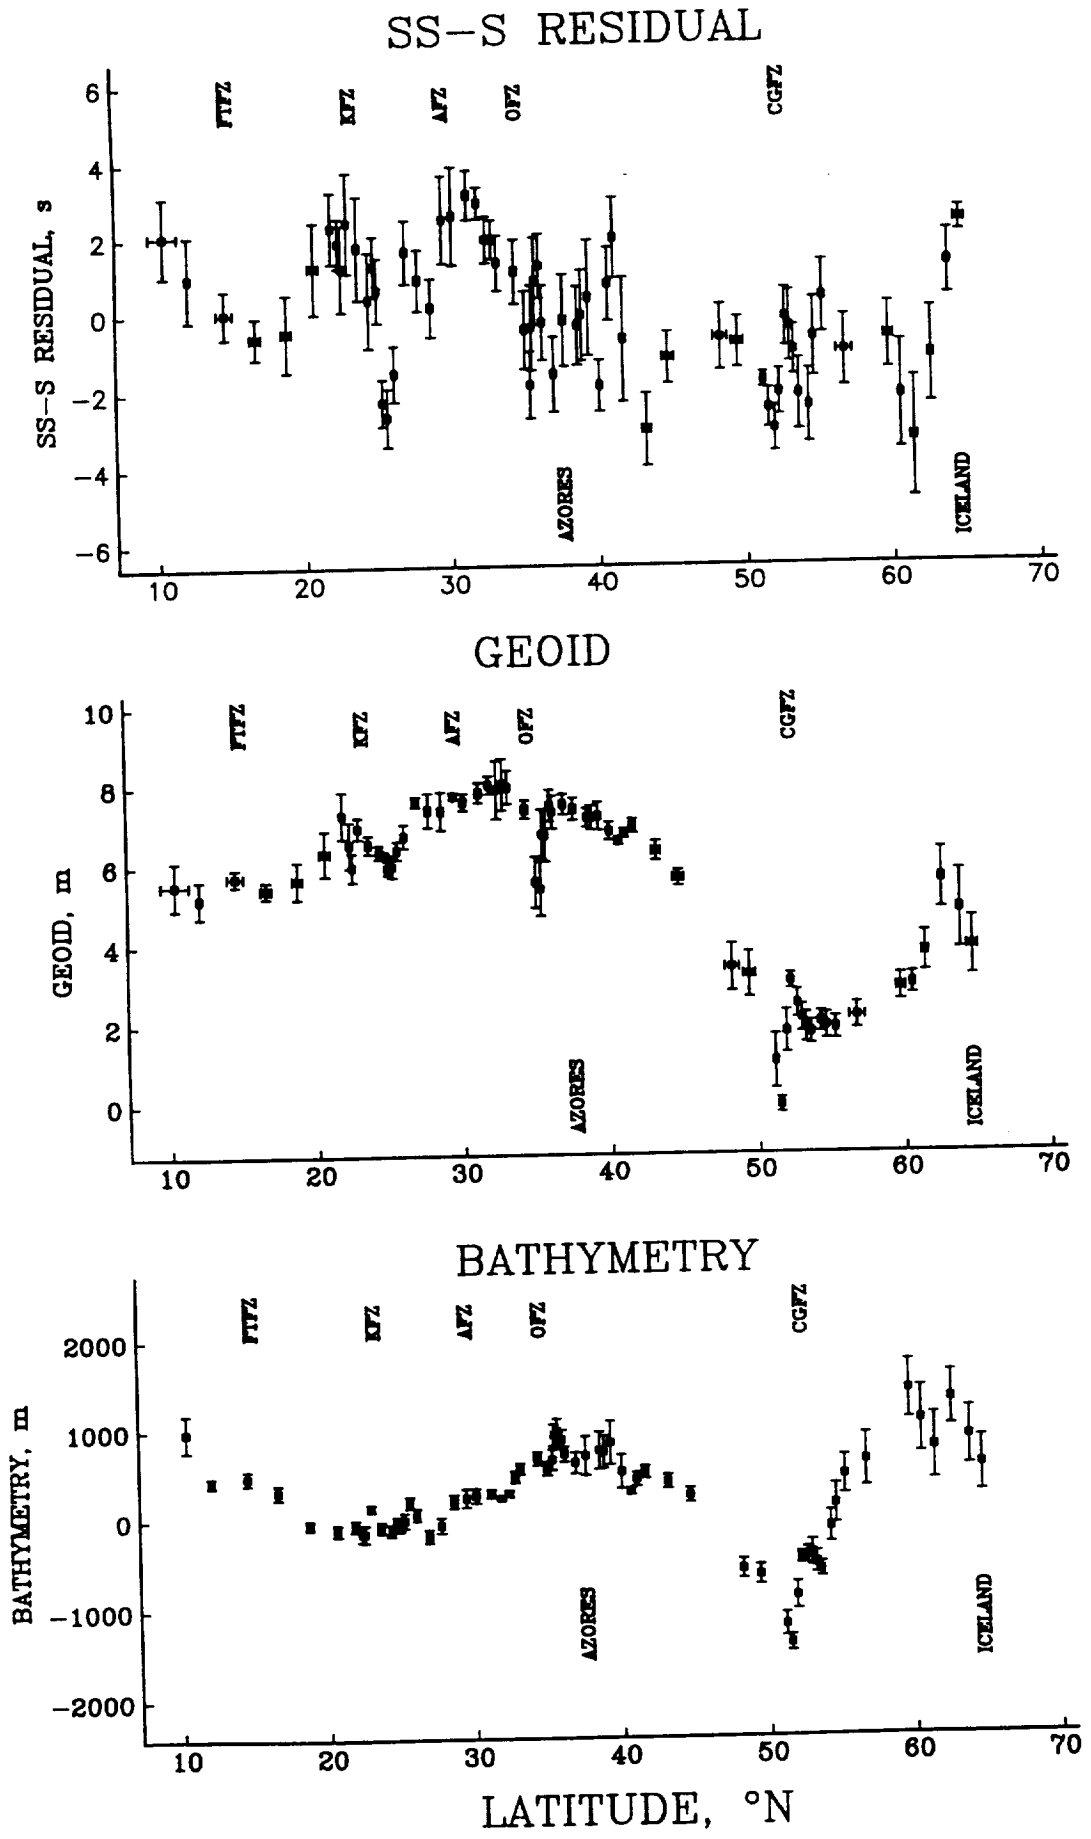 SS-S RESIDUAL
FTFZ KFZ AFZ OFZ CGFZ
6
4
2
0
-2
-4
-6
SS-S RESIDUAL, s
AZORES ICELAND
10 20 30 40 50 60 70
GEOID
FTFZ KFZ AFZ OFZ CGFZ
10
8
6
4
2
0
GEOID, m
AZORES ICELAND
10 20 30 40 50 60 70
BATHYMETRY
FTFZ KFZ AFZ OFZ CGFZ
2000
1000
0
-1000
-2000
BATHYMETRY, m
AZORES ICELAND
10 20 30 40 50 60 70
LATITUDE, °N